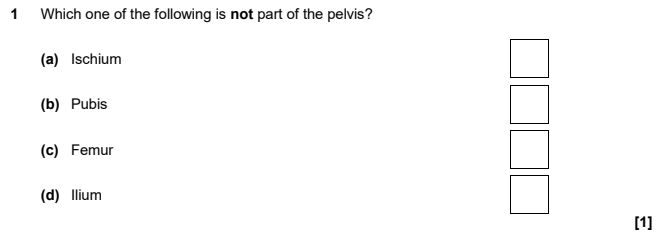 1 Which one of the following is not part of the pelvis?
(a) Ischium
(b) Pubis
(c) Femur
(d) Ilium
[1]